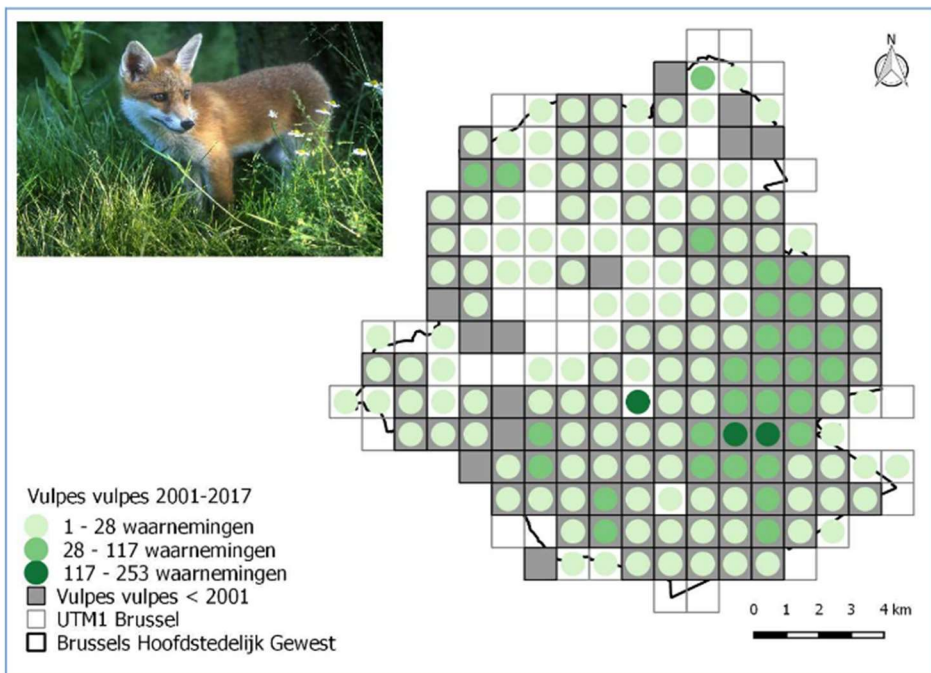 N
Vulpes vulpes 2001-2017
1 - 28 waarnemingen
28 - 117 waarnemingen
117 - 253 waarnemingen
Vulpes vulpes < 2001
UTM1 Brussel
Brussels Hoofdstedelijk Gewest
0 1 2 3 4 km